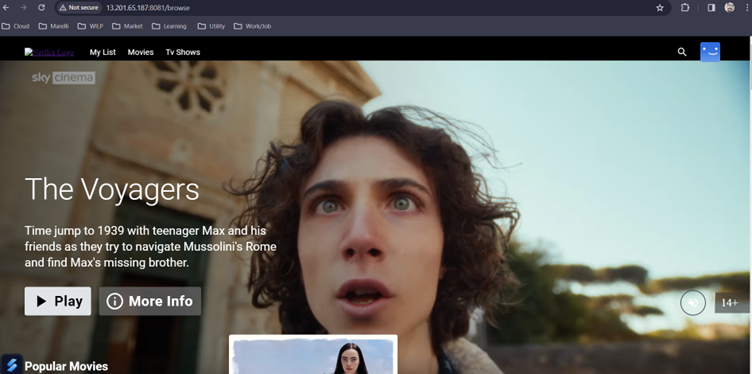 Not secure 13.201.65.187:8081/browse
Cloud Marelli WILP Market Learning Utility Work/Job
Netflix Logo My List Movies Tv Shows
sky cinema
The Voyagers
Time jump to 1939 with teenager Max and his
friends as they try to navigate Mussolini's Rome
and find Max's missing brother.
Play More Info
14+
Popular Movies